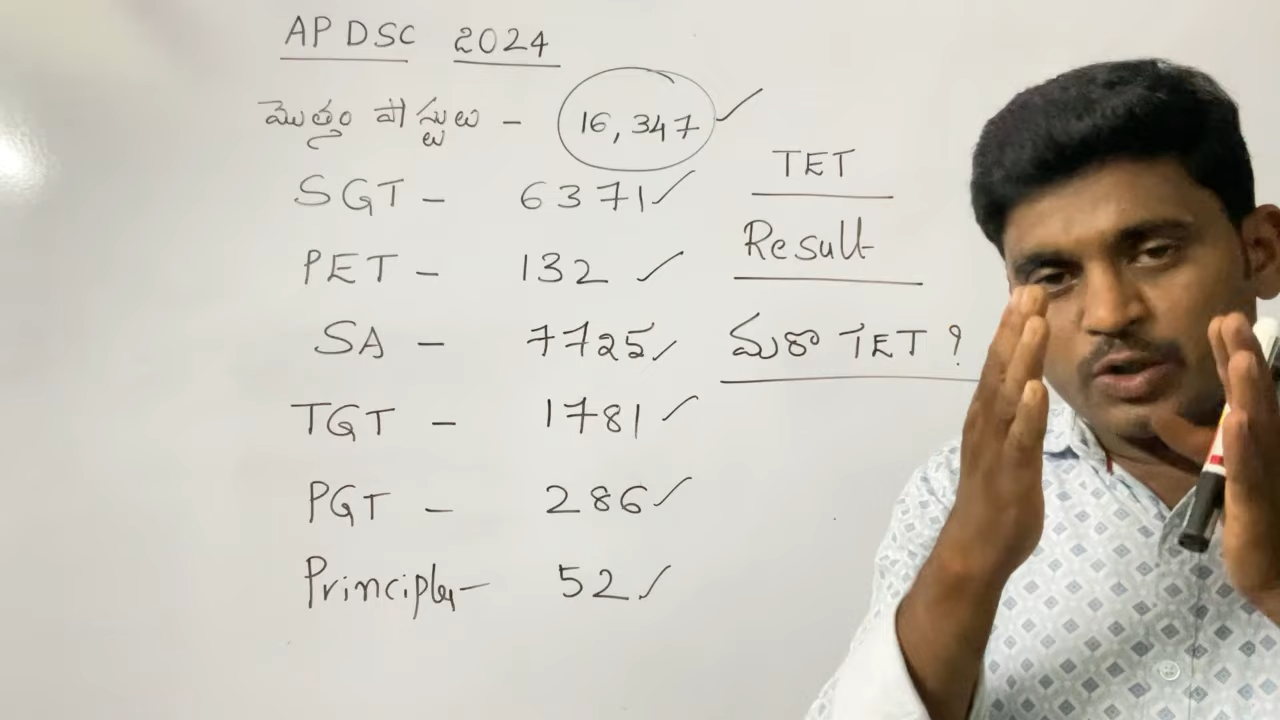 AP DSC 2024
మొత్తం పోస్టులు - 16,347
SGT - 6371
PET - 132
SA - 7725
TGT - 1781
PGT - 286
Principle - 52
TET
Result
మరో TET ?